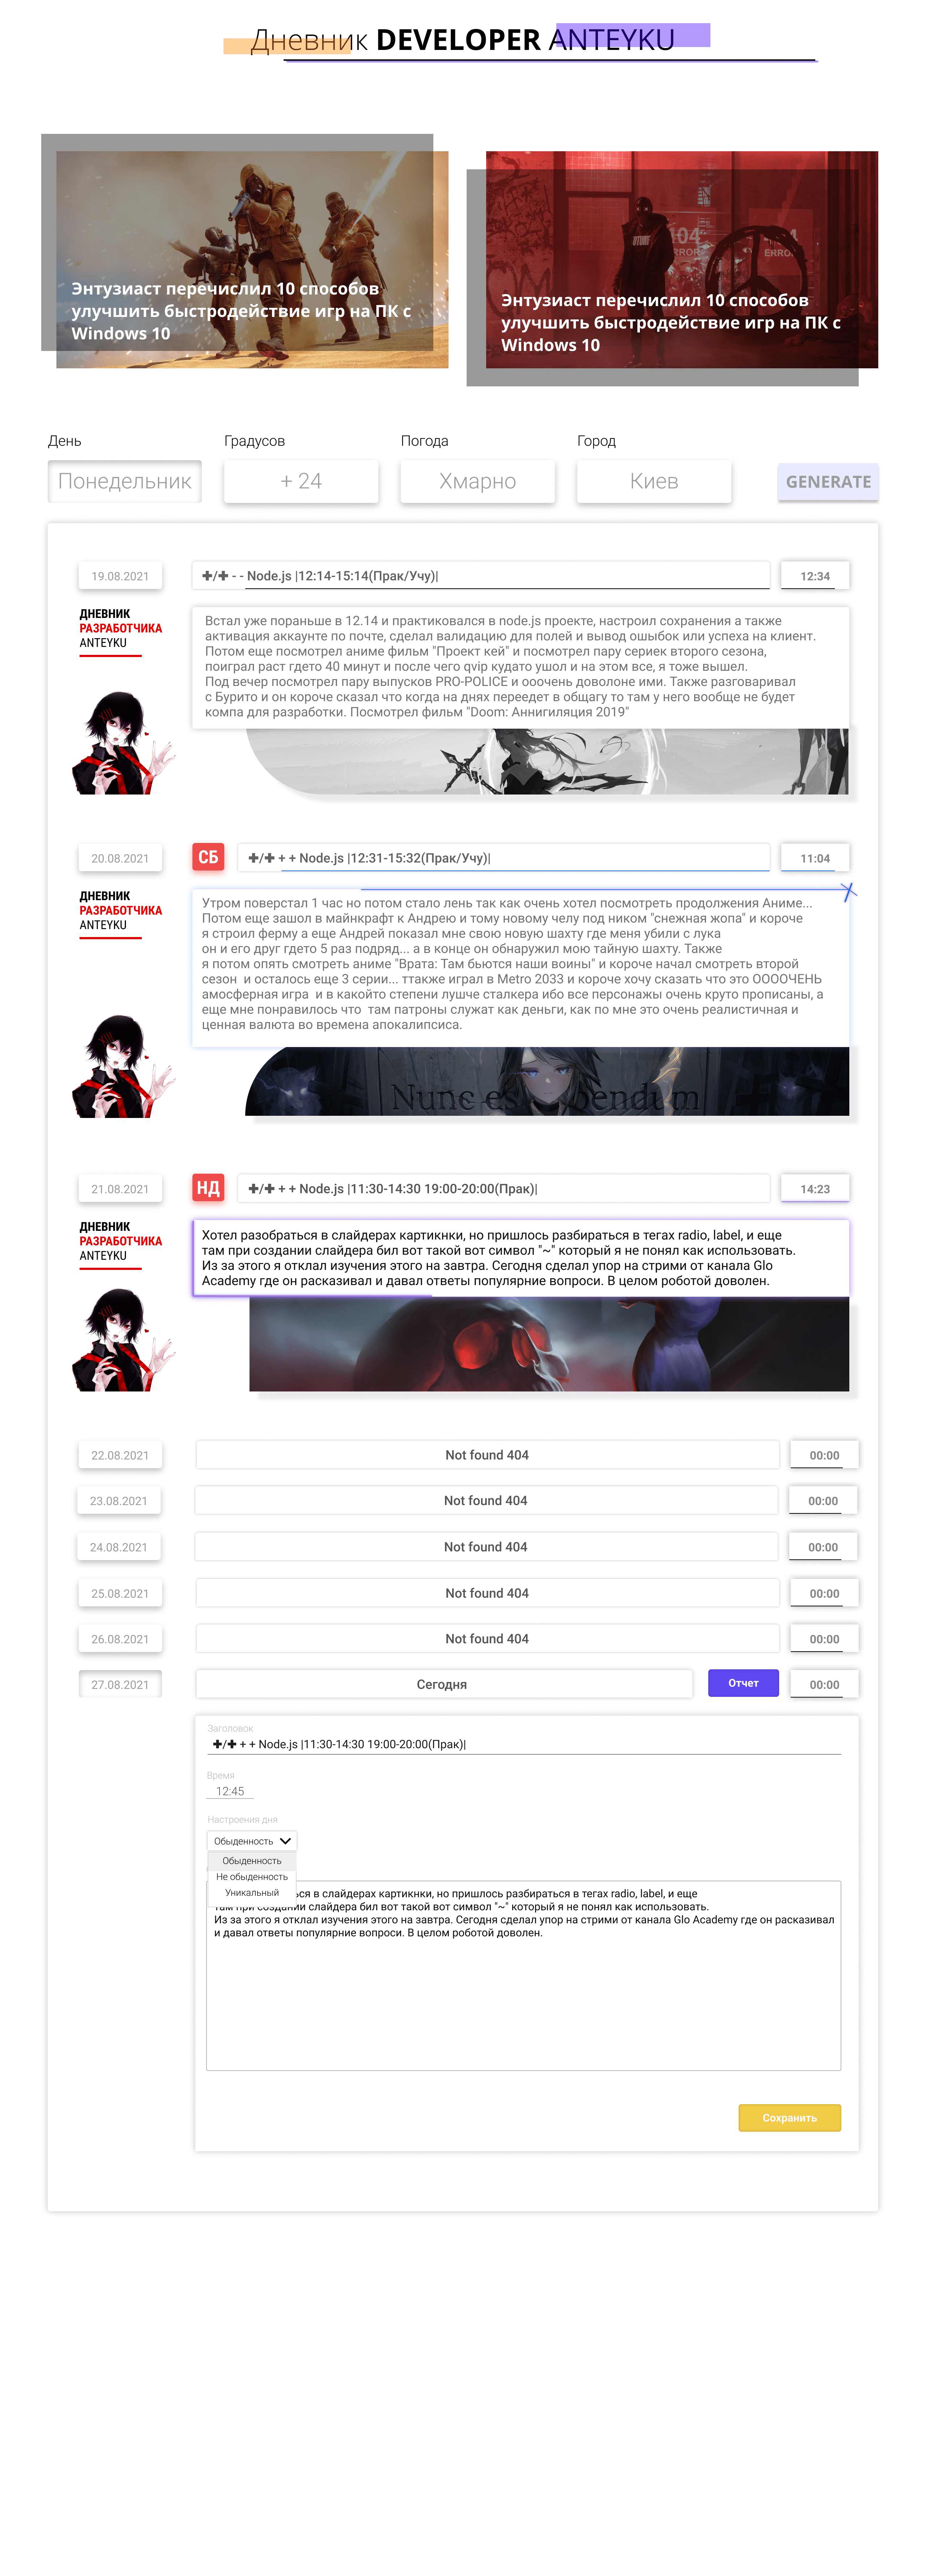 Дневник DEVELOPER ANTEYKU
Энтузиаст перечислил 10 способов
улучшить быстродействие игр на ПК с
Windows 10
404
ERROR
ERRO
Энтузиаст перечислил 10 способов
улучшить быстродействие игр на ПК с
Windows 10
День
Градусов
Погода
Город
Понедельник
+ 24
Хмарно
Киев
GENERATE
19.08.2021
✚/✚ - - Node.js |12:14-15:14(Прак/Учу)|
12:34
ДНЕВНИК
РАЗРАБОТЧИКА
ANTEYKU
Встал уже пораньше в 12.14 и практиковался в node.js проекте, настроил сохранения а также
активация аккаунте по почте, сделал валидацию для полей и вывод ошыбок или успеха на клиент.
Потом еще посмотрел аниме фильм "Проект кей" и посмотрел пару сериек второго сезона,
поиграл раст гдето 40 минут и после чего qvip кудато ушол и на этом все, я тоже вышел.
Под вечер посмотрел пару выпусков PRO-POLICE и ооочень доволоне ими. Также разговаривал
с Бурито и он короче сказал что когда на днях переедет в общагу то там у него вообще не будет
компа для разработки. Посмотрел фильм "Doom: Аннигиляция 2019"
20.08.2021
СБ
✚/✚ + + Node.js |12:31-15:32(Прак/Учу)|
11:04
ДНЕВНИК
РАЗРАБОТЧИКА
ANTEYKU
Утром поверстал 1 час но потом стало лень так как очень хотел посмотреть продолжения Аниме...
Потом еще зашол в майнкрафт к Андрею и тому новому челу под ником "снежная жопа" и короче
я строил ферму а еще Андрей показал мне свою новую шахту где меня убили с лука
он и его друг гдето 5 раз подряд... а в конце он обнаружил мою тайную шахту. Также
я потом опять смотреть аниме "Врата: Там бьются наши воины" и короче начал смотреть второй
сезон и осталось еще 3 серии... ттакже играл в Metro 2033 и короче хочу сказать что это ООООЧЕНЬ
амосферная игра и в какойто степени лушче сталкера ибо все персонажы очень круто прописаны, а
еще мне понравилось что там патроны служат как деньги, как по мне это очень реалистичная и
ценная валюта во времена апокалипсиса.
Nunc es bendum
21.08.2021
НД
✚/✚ + + Node.js |11:30-14:30 19:00-20:00(Прак)|
14:23
ДНЕВНИК
РАЗРАБОТЧИКА
ANTEYKU
Хотел разобраться в слайдерах картикнки, но пришлось разбираться в тегах radio, label, и еще
там при создании слайдера бил вот такой вот символ "~" который я не понял как использовать.
Из за этого я отклал изучения этого на завтра. Сегодня сделал упор на стрими от канала Glo
Academy где он расказивал и давал ответы популярние вопроси. В целом роботой доволен.
22.08.2021
Not found 404
00:00
23.08.2021
Not found 404
00:00
24.08.2021
Not found 404
00:00
25.08.2021
Not found 404
00:00
26.08.2021
Not found 404
00:00
27.08.2021
Сегодня
Отчет
00:00
Заголовок
✚/✚ + + Node.js |11:30-14:30 19:00-20:00(Прак)|
Время
12:45
Настроения дня
Обыденность
Обыденность
Не обыденность
Уникальный
ься в слайдерах картикнки, но пришлось разбираться в тегах radio, label, и еще
там при создании слайдера бил вот такой вот символ "~" который я не понял как использовать.
Из за этого я отклал изучения этого на завтра. Сегодня сделал упор на стрими от канала Glo Academy где он расказивал
и давал ответы популярние вопроси. В целом роботой доволен.
Сохранить